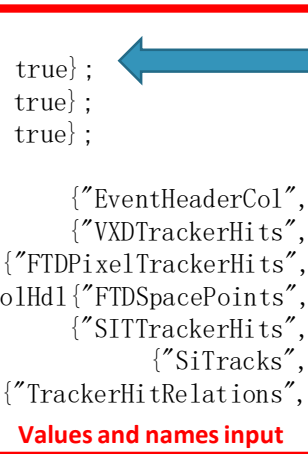 true};
true};
true};
{"EventHeaderCol",
{"VXDTrackerHits",
{"FTDPixelTrackerHits",
olHdl{"FTDSpacePoints",
{"SITTrackerHits",
{"SiTracks",
{"TrackerHitRelations",
Values and names input